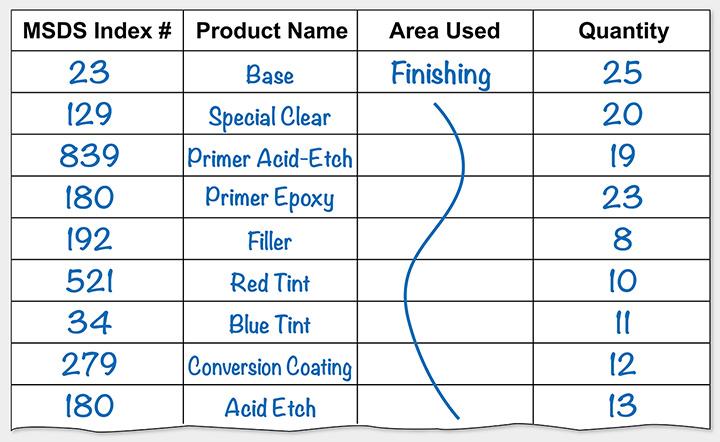 MSDS Index # Product Name Area Used Quantity
23 Base Finishing 25
129 Special Clear 20
839 Primer Acid-Etch 19
180 Primer Epoxy 23
192 Filler 8
521 Red Tint 10
34 Blue Tint 11
279 Conversion Coating 12
180 Acid Etch 13